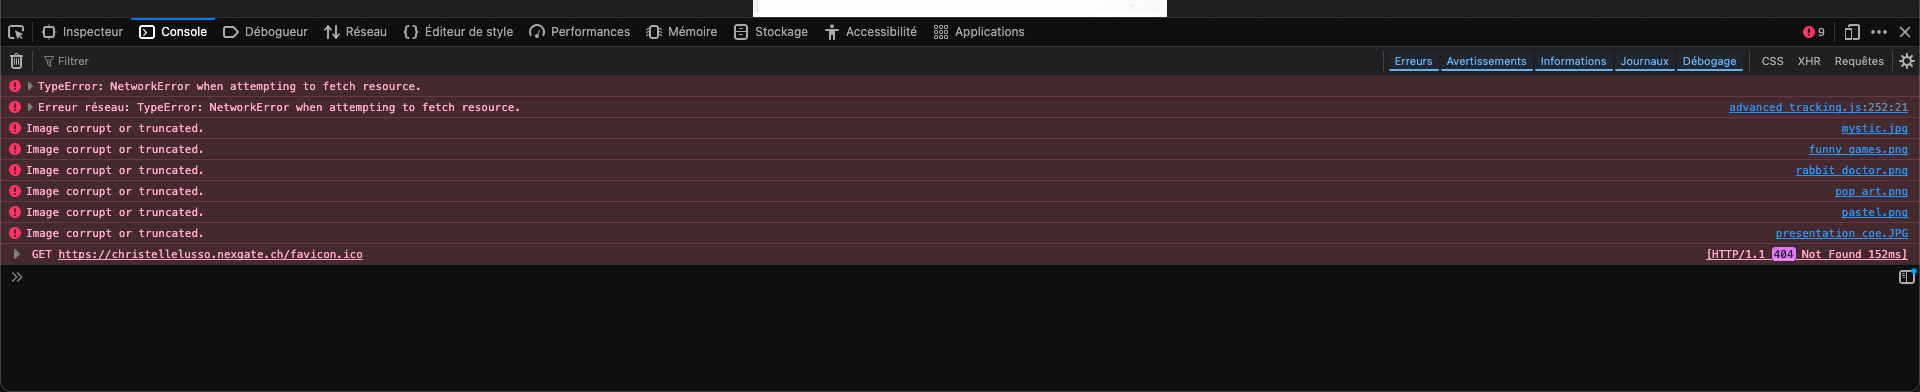 Inspecteur Console Débogueur Réseau Éditeur de style Performances Mémoire Stockage Accessibilité Applications 9
Filtrer Erreurs Avertissements Informations Journaux Débogage CSS XHR Requêtes
TypeError: NetworkError when attempting to fetch resource.
Erreur réseau: TypeError: NetworkError when attempting to fetch resource. advanced_tracking.js:252:21
Image corrupt or truncated. mystic.jpg
Image corrupt or truncated. funny_games.png
Image corrupt or truncated. rabbit_doctor.png
Image corrupt or truncated. pop_art.png
Image corrupt or truncated. pastel.png
Image corrupt or truncated. presentation_coe.JPG
GET https://christellelusso.nexgate.ch/favicon.ico [HTTP/1.1 404 Not Found 152ms]